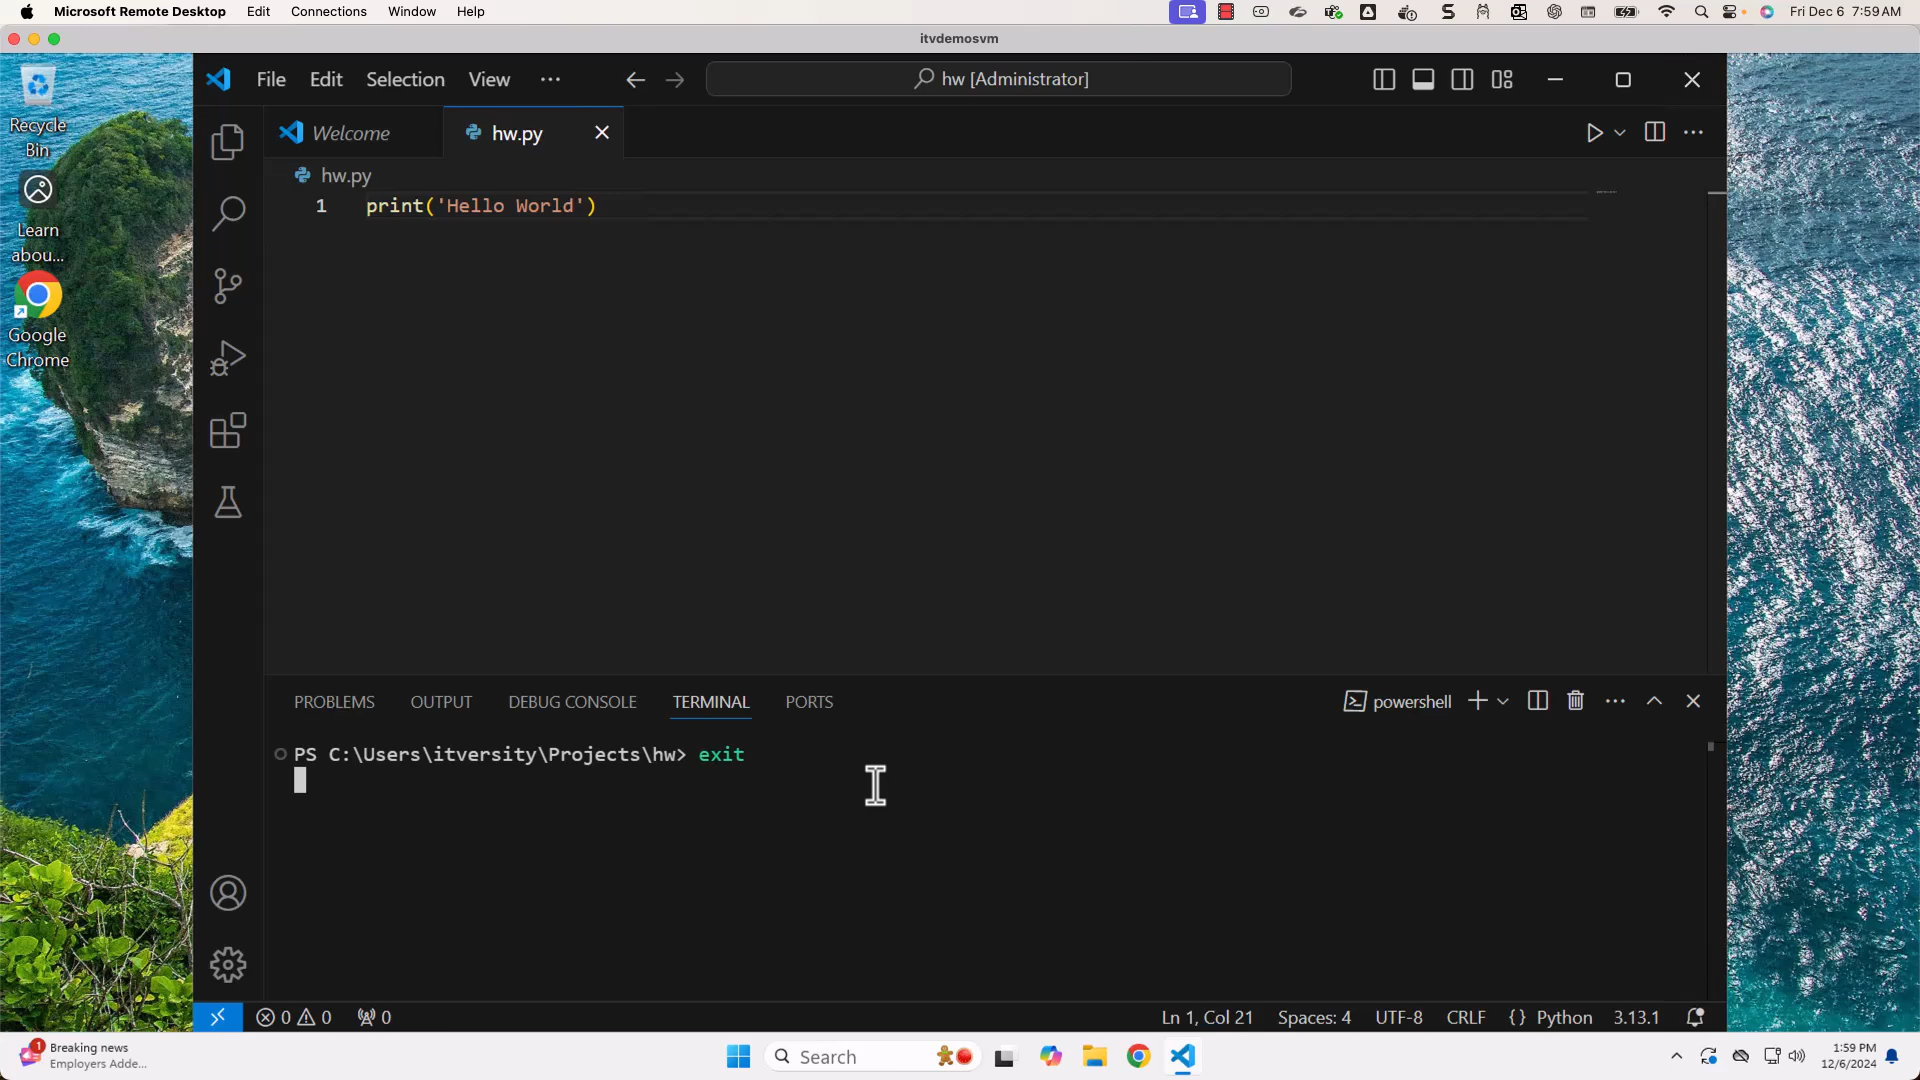 Microsoft Remote Desktop Edit Connections Window Help Fri Dec 6 7:59 AM
itvdemosvm
Recycle Bin
Learn abou...
Google Chrome
File Edit Selection View ··· hw [Administrator]
Welcome hw.py
hw.py
1 print('Hello World')
PROBLEMS OUTPUT DEBUG CONSOLE TERMINAL PORTS powershell
PS C:\Users\itversity\Projects\hw> exit
0 0 0 Ln 1, Col 21 Spaces: 4 UTF-8 CRLF {} Python 3.13.1
1 Breaking news
Employers Adde...
Search
1:59 PM
12/6/2024